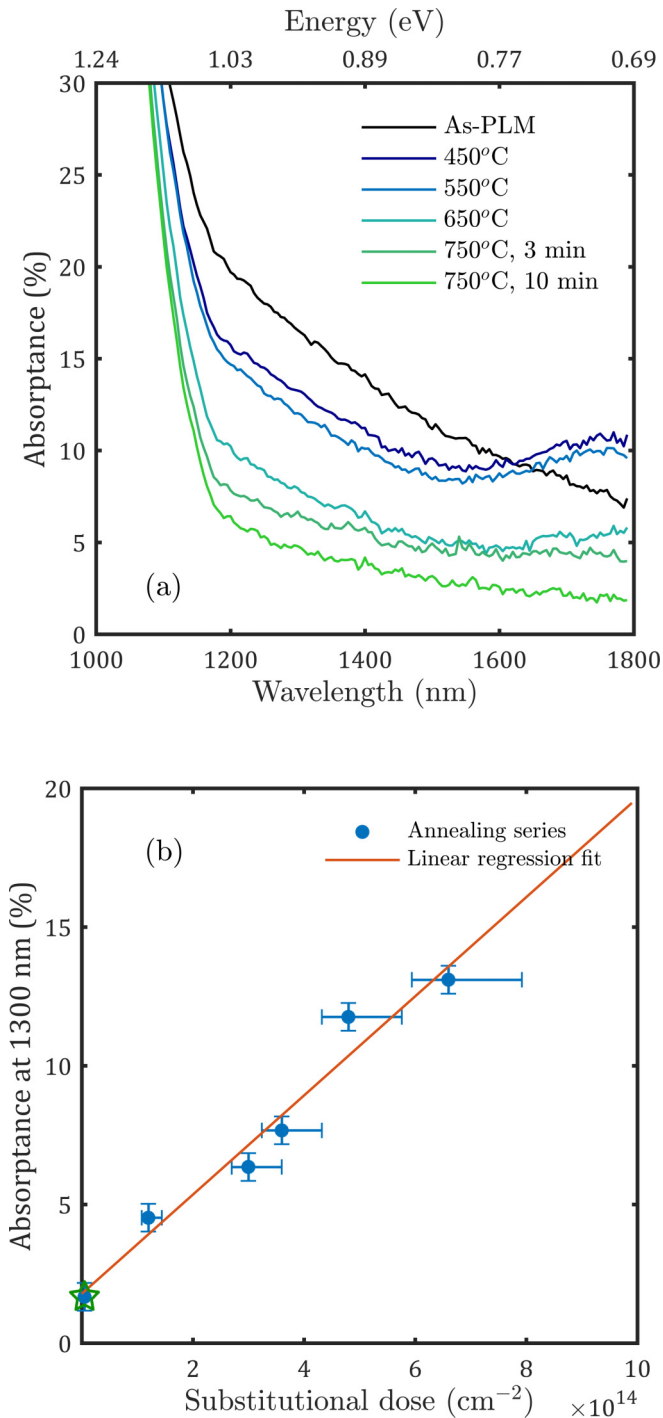 Energy (eV)
1.24 1.03 0.89 0.77 0.69
30
25
20
15
10
5
0
Absorptance (%)
As-PLM
450°C
550°C
650°C
750°C, 3 min
750°C, 10 min
(a)
1000 1200 1400 1600 1800
Wavelength (nm)
20
15
10
5
0
Absorptance at 1300 nm (%)
(b)
Annealing series
Linear regression fit
2 4 6 8 10
Substitutional dose (cm⁻²) ×10¹⁴